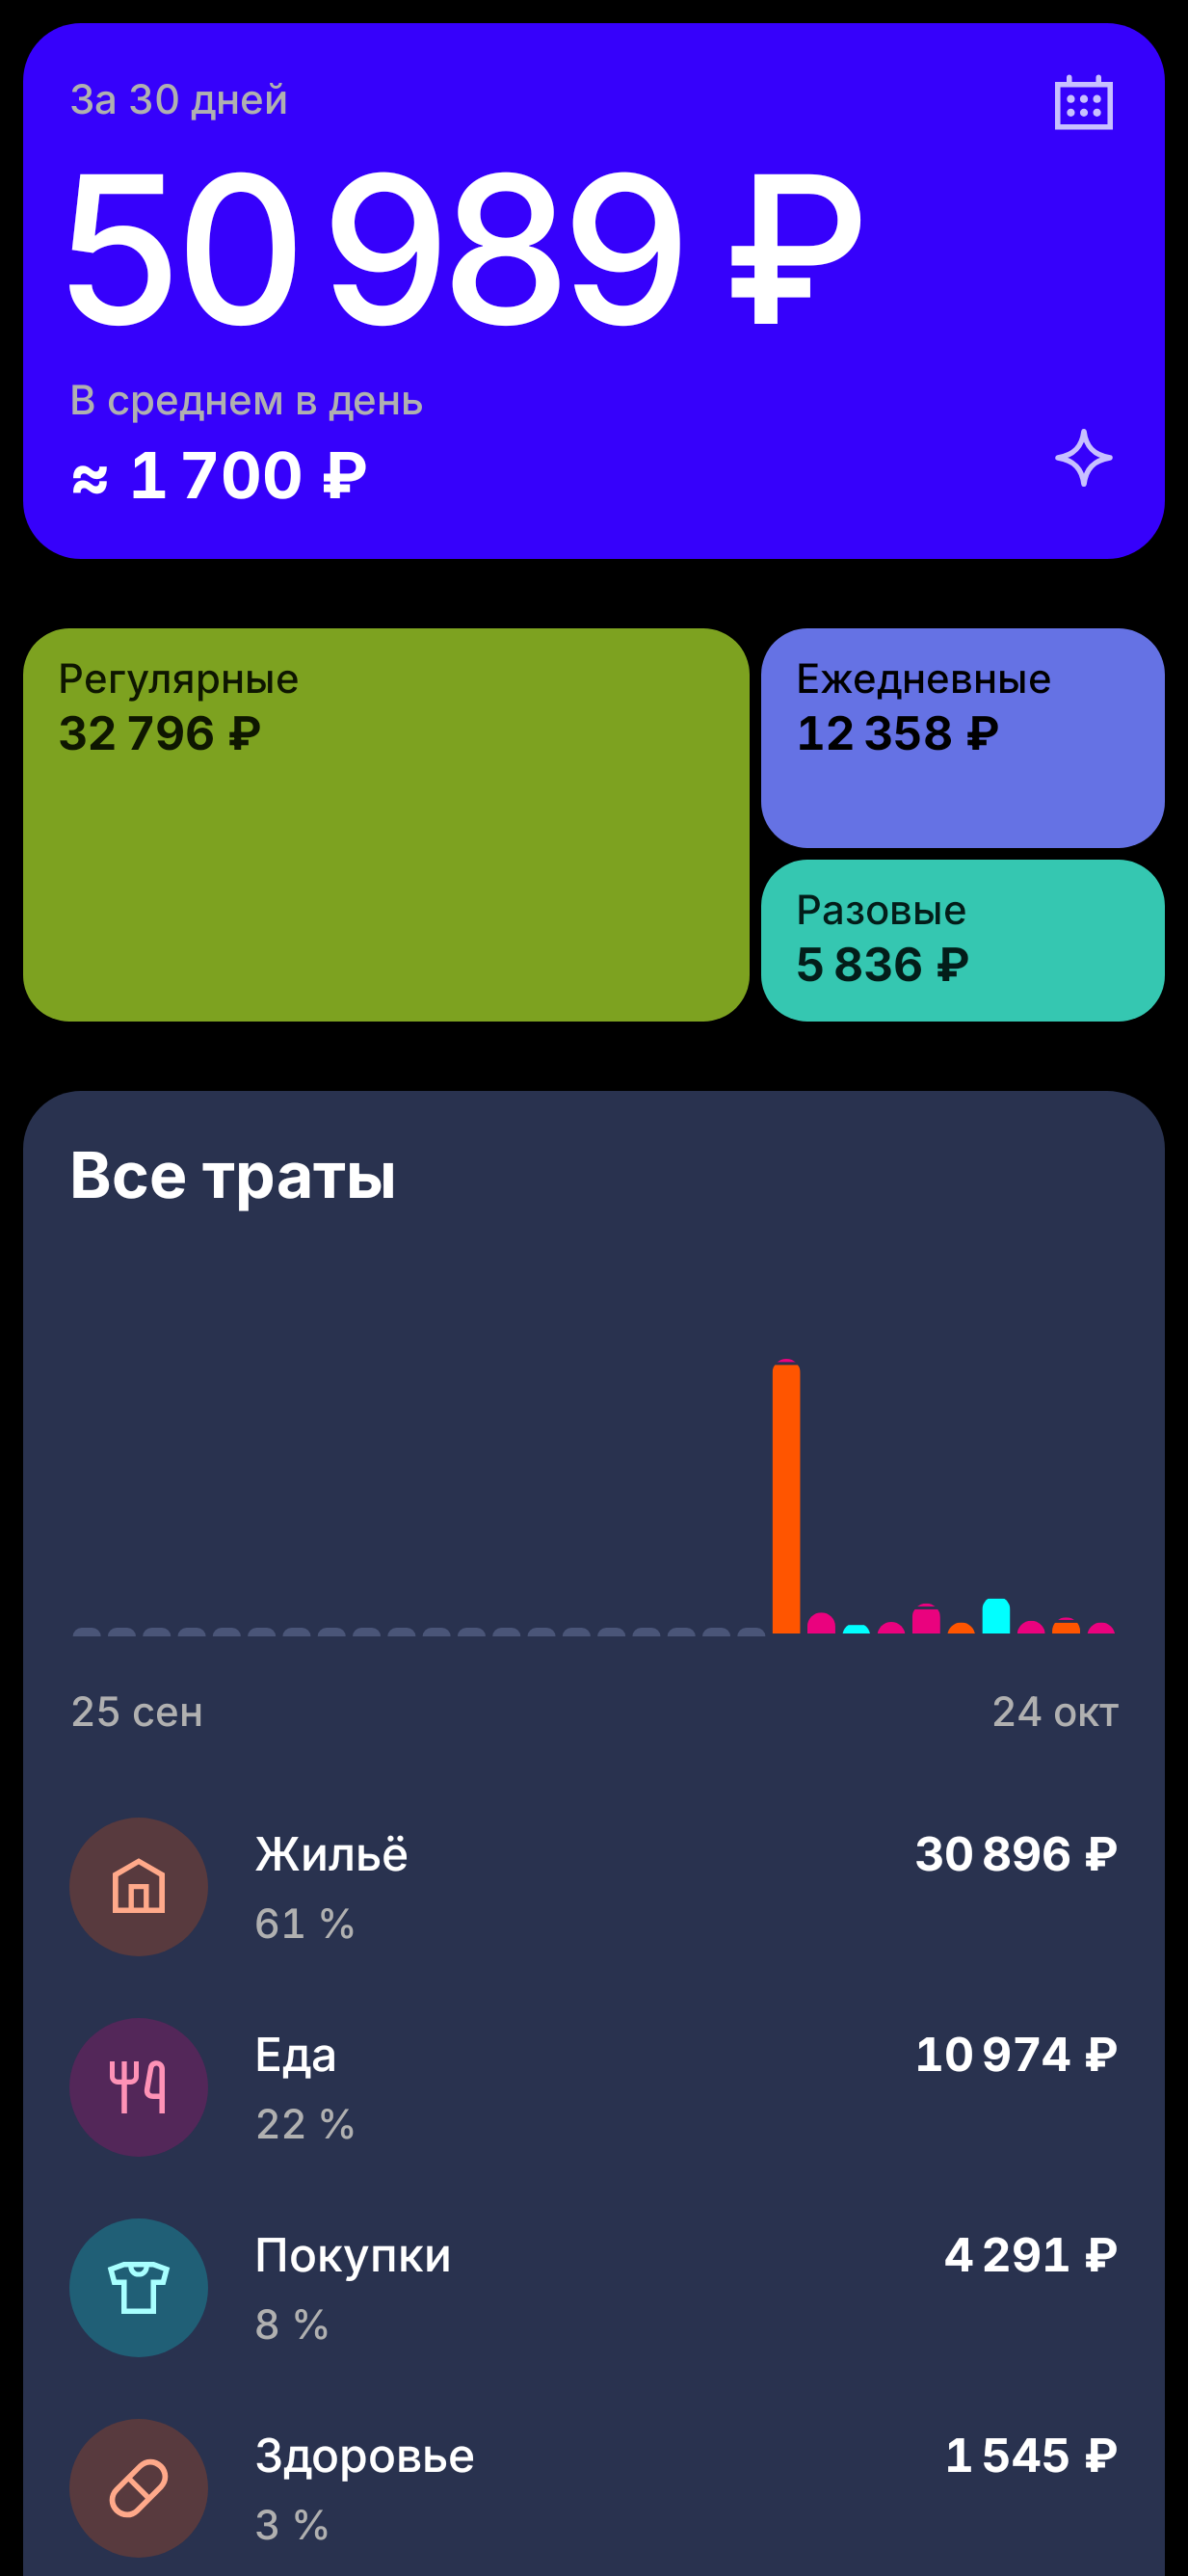 За 30 дней
50 989 ₽
В среднем в день
≈ 1 700 ₽
Регулярные
32 796 ₽
Ежедневные
12 358 ₽
Разовые
5 836 ₽
Все траты
25 сен
24 окт
Жильё
30 896 ₽
61 %
Еда
10 974 ₽
22 %
Покупки
4 291 ₽
8 %
Здоровье
1 545 ₽
3 %